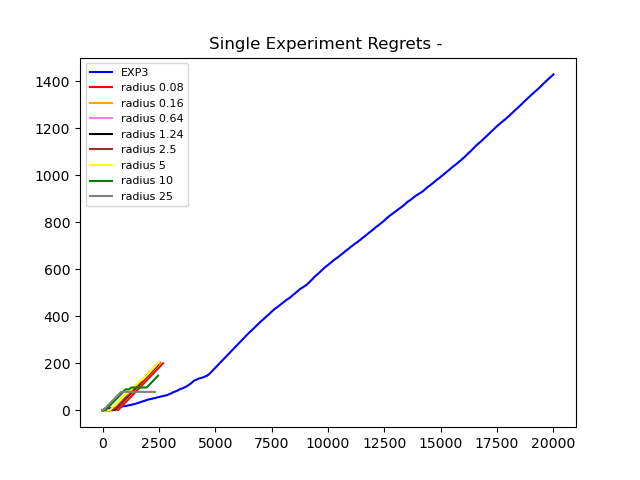 Single Experiment Regrets -
EXP3
radius 0.08
radius 0.16
radius 0.64
radius 1.24
radius 2.5
radius 5
radius 10
radius 25
1400
1200
1000
800
600
400
200
0
0 2500 5000 7500 10000 12500 15000 17500 20000